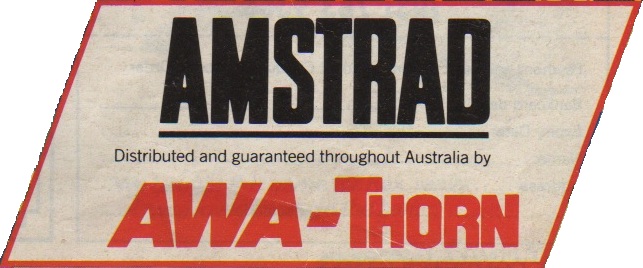 AMSTRAD
Distributed and guaranteed throughout Australia by
AWA-THORN